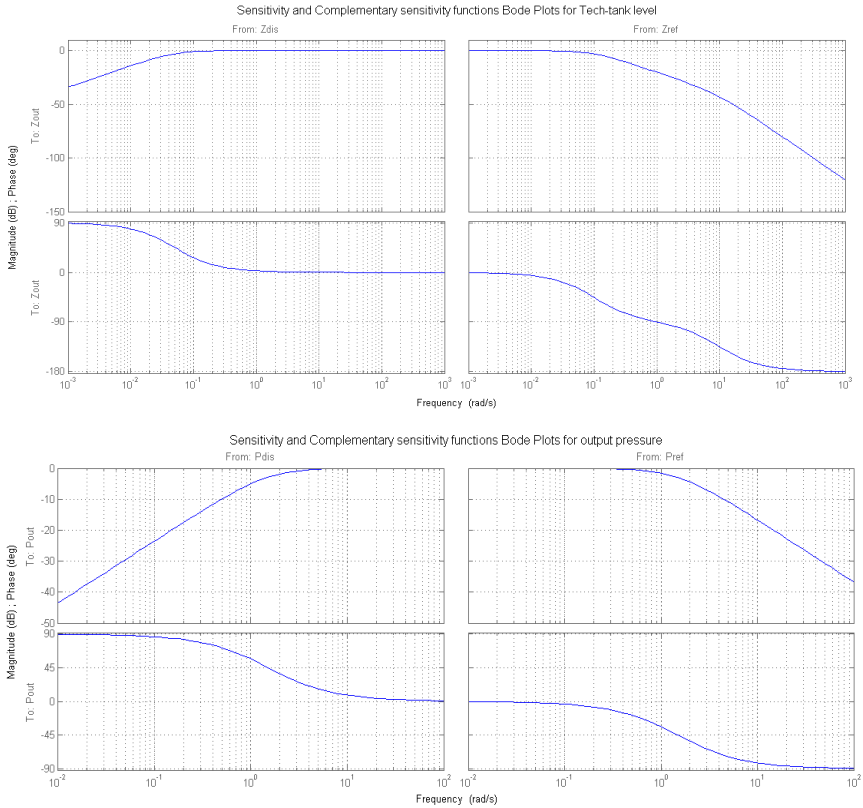 Sensitivity and Complementary sensitivity functions Bode Plots for Tech-tank level
From: Zdis
From: Zref
0
-50
-100
-150
To: Zout
90
0
-90
-180
To: Zout
Magnitude (dB) ; Phase (deg)
10^-3 10^-2 10^-1 10^0 10^1 10^2 10^3
10^-3 10^-2 10^-1 10^0 10^1 10^2 10^3
Frequency (rad/s)
Sensitivity and Complementary sensitivity functions Bode Plots for output pressure
From: Pdis
From: Pref
0
-10
-20
-30
-40
-50
To: Pout
90
45
0
-45
-90
To: Pout
Magnitude (dB) ; Phase (deg)
10^-2 10^-1 10^0 10^1 10^2
10^-2 10^-1 10^0 10^1 10^2
Frequency (rad/s)